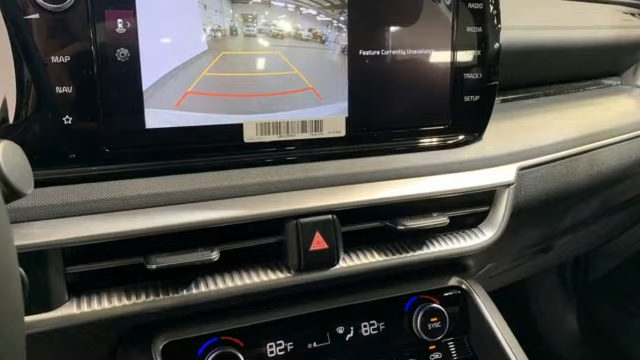 RADIO
MEDIA
MAP
Feature Currently Unavailable
NAV
TRACK >
SETUP
82°F
82°F
SYNC